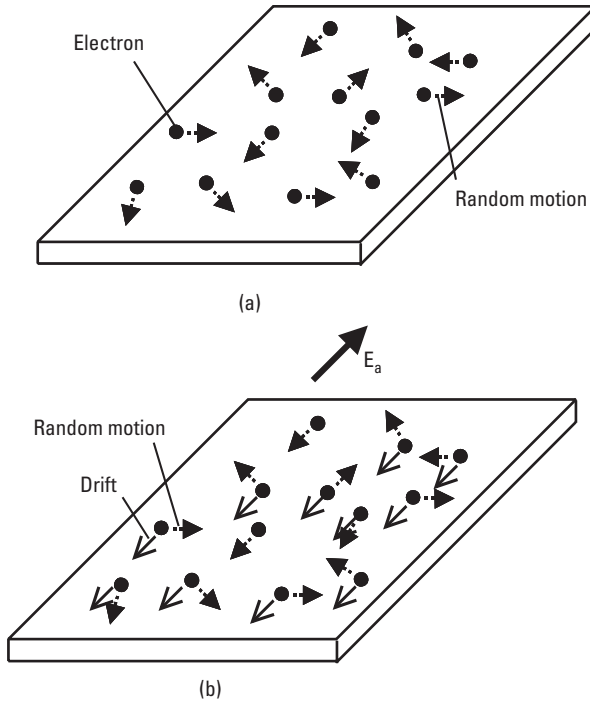 Electron
Random motion
(a)
E_a
Random motion
Drift
(b)